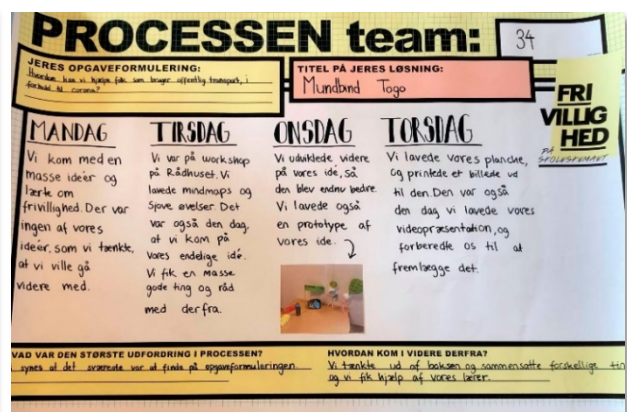 PROCESSEN team: 34
JERES OPGAVEFORMULERING:
Hvordan kan vi hjælpe folk som bruger offentlig transport, i
forhold til corona?
TITEL PÅ JERES LØSNING:
Mundbind Togo
FRI
VILLIG
HED
PÅ
MANDAG
Vi kom med en
masse ideér og
lærte om
frivillighed. Der var
ingen af vores
ideér, som vi tænkte,
at vi ville gå
videre med.
TIRSDAG
Vi var på workshop
på Rådhuset. Vi
lavede mindmaps og
sjove øvelser Det
var også den dag,
at vi kom på
vores endelige idé.
Vi fik en masse
gode ting og råd
med derfra.
ONSDAG
Vi udviklede videre
på vores ide, så
den blev endnu bedre.
Vi lavede også
en prototype af
vores ide.
TORSDAG
Vi lavede vores planche,
og printede et billede ud
til den. Den var også
den dag vi lavede vores
videopræsentation, og
forberedte os til at
fremlægge det.
VAD VAR DEN STØRSTE UDFORDRING I PROCESSEN?
synes at det sværeste var at finde på opgaveformuleringen.
HVORDAN KOM I VIDERE DERFRA?
Vi tænkte ud af boksen og sammensatte forskellige tin
og vi fik hjælp af vores lærer.